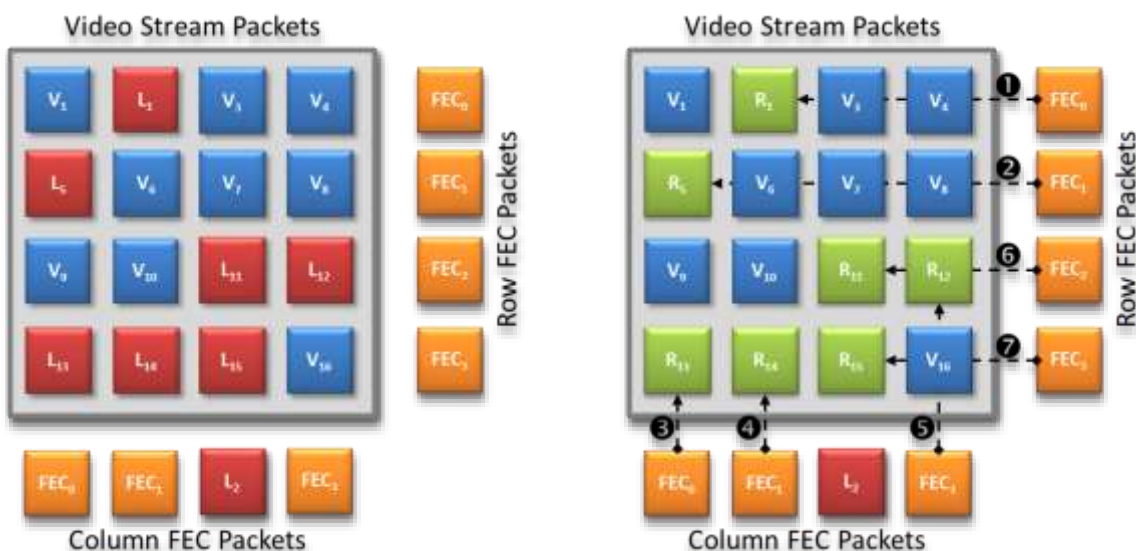 Video Stream Packets
V1 L1 V3 V4 FEC0
L5 V6 V7 V8 FEC1
V9 V10 L11 L12 FEC2
L13 L14 L15 V16 FEC3
Row FEC Packets
FEC0 FEC1 L2 FEC3
Column FEC Packets
Video Stream Packets
V1 R2 V3 V4 1 FEC0
R5 V6 V7 V8 2 FEC1
V9 V10 R11 R12 6 FEC2
R13 R14 R15 V16 7 FEC3
Row FEC Packets
3 4 5
FEC0 FEC1 L2 FEC3
Column FEC Packets